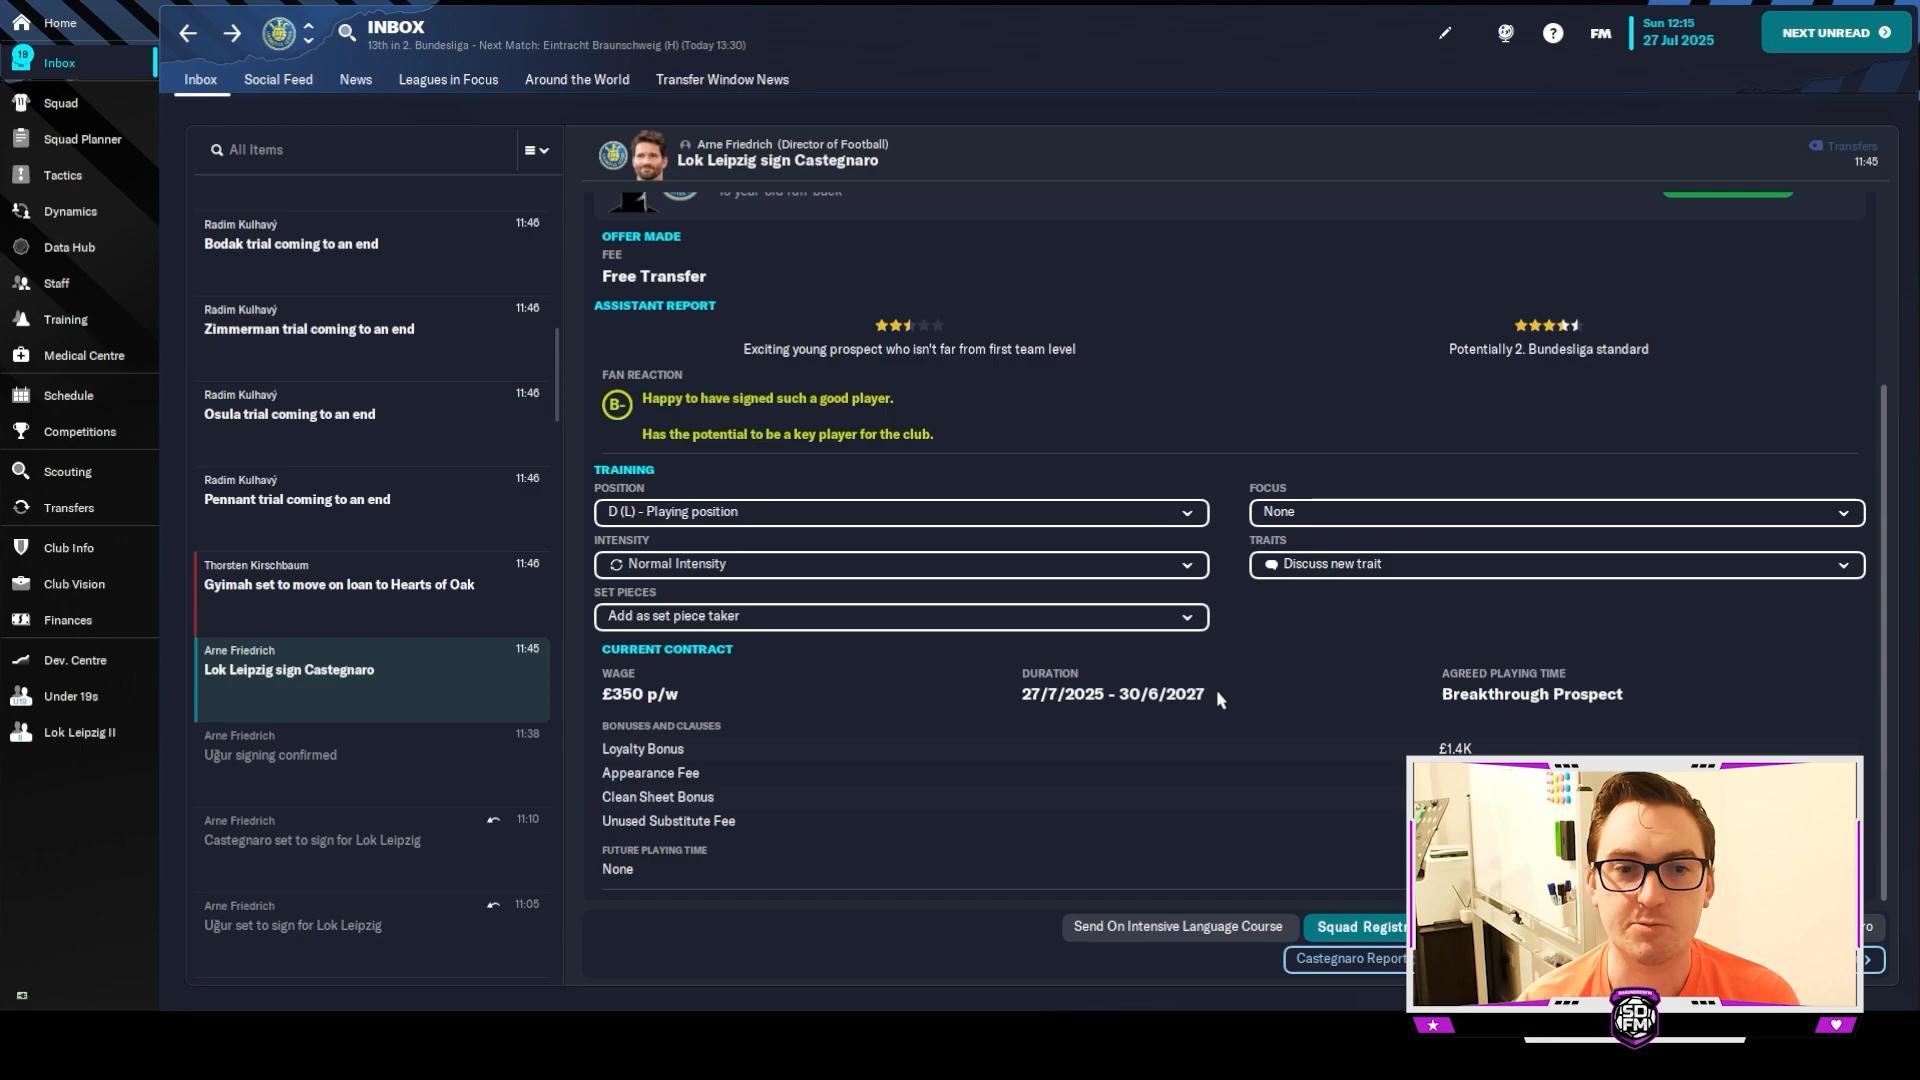 Home
19
Inbox
Squad
Squad Planner
Tactics
Dynamics
Data Hub
Staff
Training
Medical Centre
Schedule
Competitions
Scouting
Transfers
Club Info
Club Vision
Finances
Dev. Centre
Under 19s
Lok Leipzig II
INBOX
13th in 2. Bundesliga - Next Match: Eintracht Braunschweig (H) (Today 13:30)
FM
Sun 12:15
27 Jul 2025
NEXT UNREAD
Inbox
Social Feed
News
Leagues in Focus
Around the World
Transfer Window News
All Items
Radim Kulhavý 11:46
Bodak trial coming to an end
Radim Kulhavý 11:46
Zimmerman trial coming to an end
Radim Kulhavý 11:46
Osula trial coming to an end
Radim Kulhavý 11:46
Pennant trial coming to an end
Thorsten Kirschbaum 11:46
Gyimah set to move on loan to Hearts of Oak
Arne Friedrich 11:45
Lok Leipzig sign Castegnaro
Arne Friedrich 11:38
Uğur signing confirmed
Arne Friedrich 11:10
Castegnaro set to sign for Lok Leipzig
Arne Friedrich 11:05
Uğur set to sign for Lok Leipzig
Arne Friedrich (Director of Football)
Lok Leipzig sign Castegnaro
Transfers
11:45
OFFER MADE
FEE
Free Transfer
ASSISTANT REPORT
Exciting young prospect who isn't far from first team level
Potentially 2. Bundesliga standard
FAN REACTION
B-
Happy to have signed such a good player.
Has the potential to be a key player for the club.
TRAINING
POSITION
D (L) - Playing position
FOCUS
None
INTENSITY
Normal Intensity
TRAITS
Discuss new trait
SET PIECES
Add as set piece taker
CURRENT CONTRACT
WAGE
£350 p/w
DURATION
27/7/2025 - 30/6/2027
AGREED PLAYING TIME
Breakthrough Prospect
BONUSES AND CLAUSES
Loyalty Bonus £1.4K
Appearance Fee
Clean Sheet Bonus
Unused Substitute Fee
FUTURE PLAYING TIME
None
Send On Intensive Language Course
Squad Registr
ro
Castegnaro Report
SD
FM